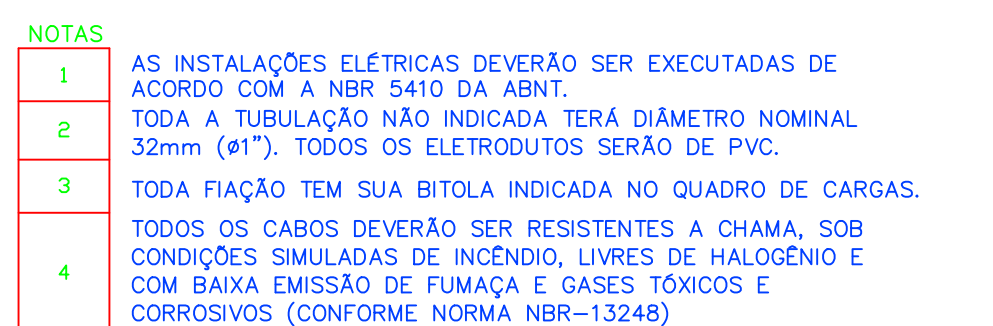 NOTAS
1
AS INSTALAÇÕES ELÉTRICAS DEVERÃO SER EXECUTADAS DE
ACORDO COM A NBR 5410 DA ABNT.
2
TODA A TUBULAÇÃO NÃO INDICADA TERÁ DIÂMETRO NOMINAL
32mm (ø1”). TODOS OS ELETRODUTOS SERÃO DE PVC.
3
TODA FIAÇÃO TEM SUA BITOLA INDICADA NO QUADRO DE CARGAS.
4
TODOS OS CABOS DEVERÃO SER RESISTENTES A CHAMA, SOB
CONDIÇÕES SIMULADAS DE INCÊNDIO, LIVRES DE HALOGÊNIO E
COM BAIXA EMISSÃO DE FUMAÇA E GASES TÓXICOS E
CORROSIVOS (CONFORME NORMA NBR–13248)